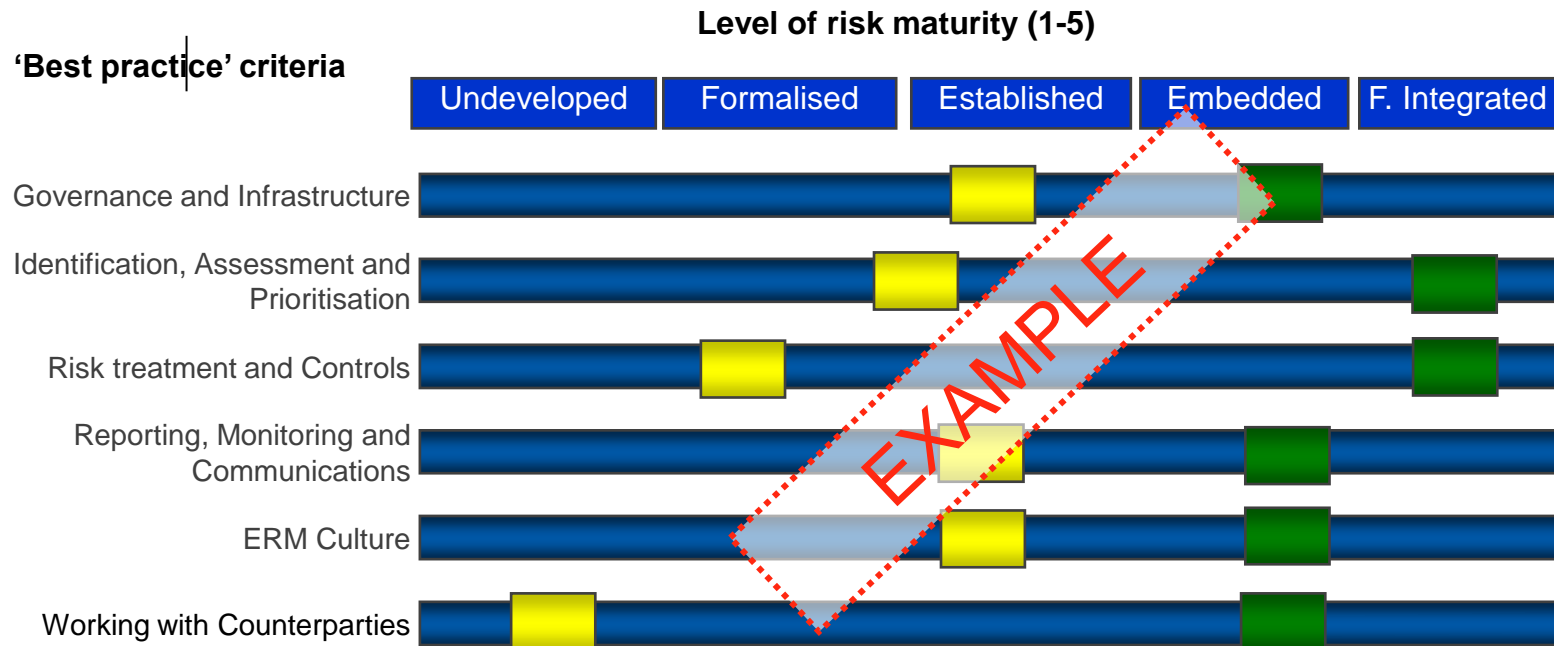 Level of risk maturity (1-5)
‘Best practice’ criteria
Undeveloped
Formalised
Established
Embedded
F. Integrated
Governance and Infrastructure
Identification, Assessment and
Prioritisation
Risk treatment and Controls
Reporting, Monitoring and
Communications
ERM Culture
Working with Counterparties
EXAMPLE